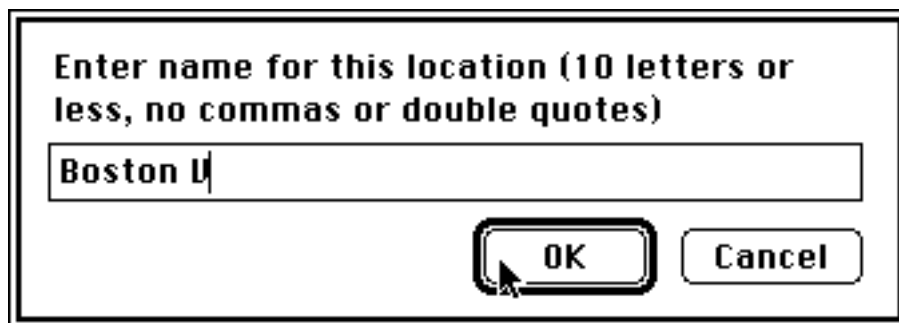 Enter name for this location (10 letters or
less, no commas or double quotes)
Boston U
OK
Cancel